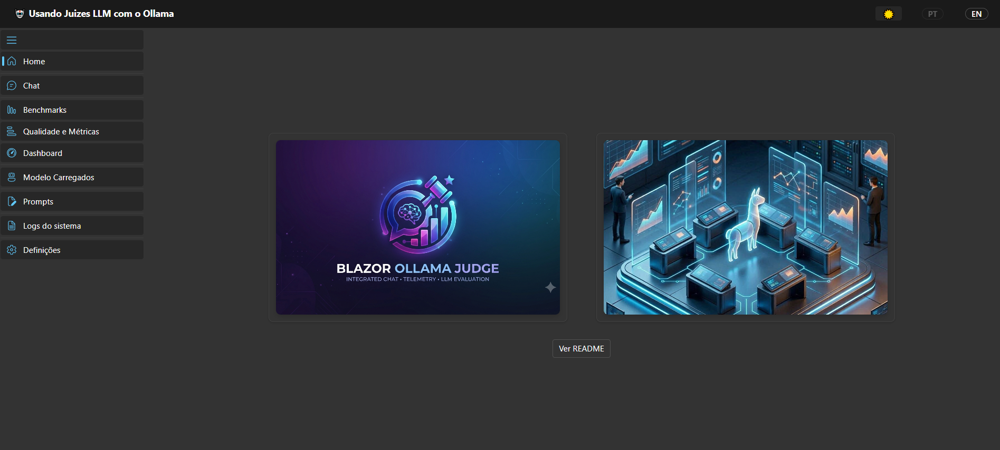 Usando Juizes LLM com o Ollama
PT
EN
Home
Chat
Benchmarks
Qualidade e Métricas
Dashboard
Modelo Carregados
Prompts
Logs do sistema
Definições
BLAZOR OLLAMA JUDGE
INTEGRATED CHAT • TELEMETRY • LLM EVALUATION
Ver README